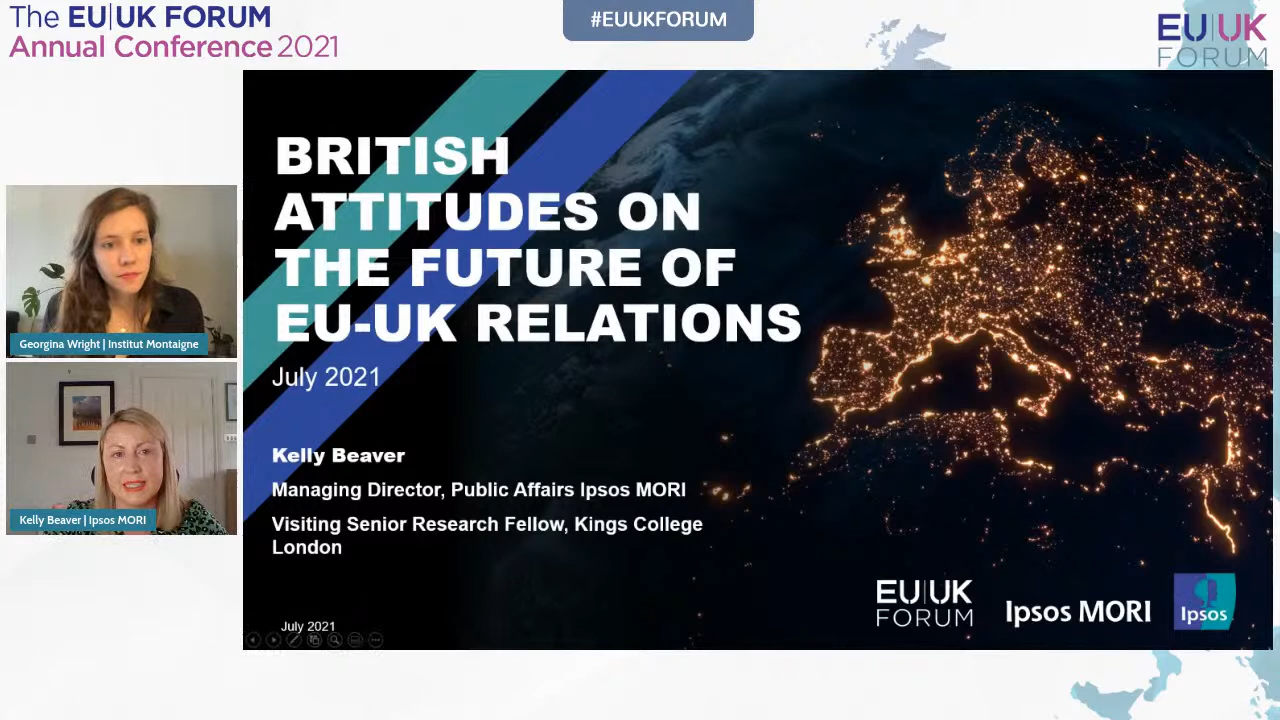 The EU|UK FORUM
Annual Conference 2021
#EUUKFORUM
EU|UK
FORUM
Georgina Wright | Institut Montaigne
Kelly Beaver | Ipsos MORI
BRITISH
ATTITUDES ON
THE FUTURE OF
EU-UK RELATIONS
July 2021
Kelly Beaver
Managing Director, Public Affairs Ipsos MORI
Visiting Senior Research Fellow, Kings College
London
July 2021
EU|UK
FORUM
Ipsos MORI
Ipsos